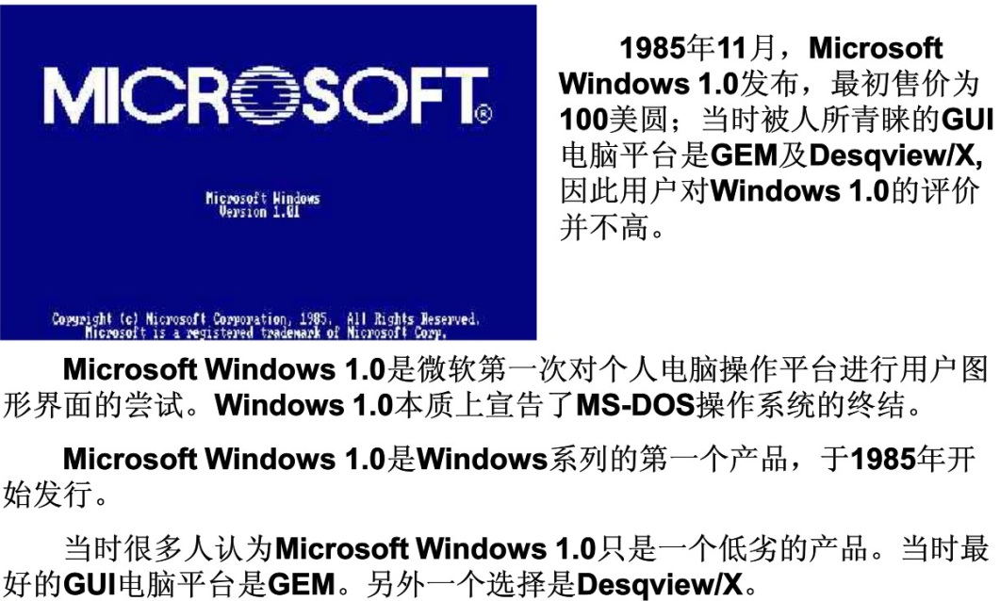 MICROSOFT®
Microsoft Windows
Version 1.01
Copyright (c) Microsoft Corporation, 1985. All Rights Reserved.
Microsoft is a registered trademark of Microsoft Corp.
1985年11月，Microsoft
Windows 1.0发布，最初售价为
100美圆；当时被人所青睐的GUI
电脑平台是GEM及Desqview/X,
因此用户对Windows 1.0的评价
并不高。
Microsoft Windows 1.0是微软第一次对个人电脑操作平台进行用户图
形界面的尝试。Windows 1.0本质上宣告了MS-DOS操作系统的终结。
Microsoft Windows 1.0是Windows系列的第一个产品，于1985年开
始发行。
当时很多人认为Microsoft Windows 1.0只是一个低劣的产品。当时最
好的GUI电脑平台是GEM。另外一个选择是Desqview/X。